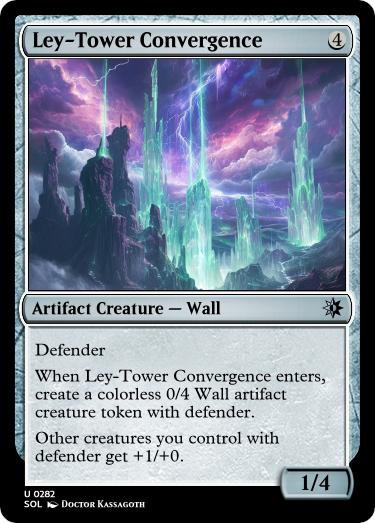 Ley-Tower Convergence 4
Artifact Creature — Wall
Defender
When Ley-Tower Convergence enters,
create a colorless 0/4 Wall artifact
creature token with defender.
Other creatures you control with
defender get +1/+0.
1/4
U 0282
SOL Doctor Kassagoth